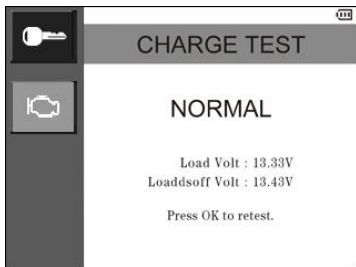 CHARGE TEST
NORMAL
Load Volt : 13.33V
Loaddsoff Volt : 13.43V
Press OK to retest.